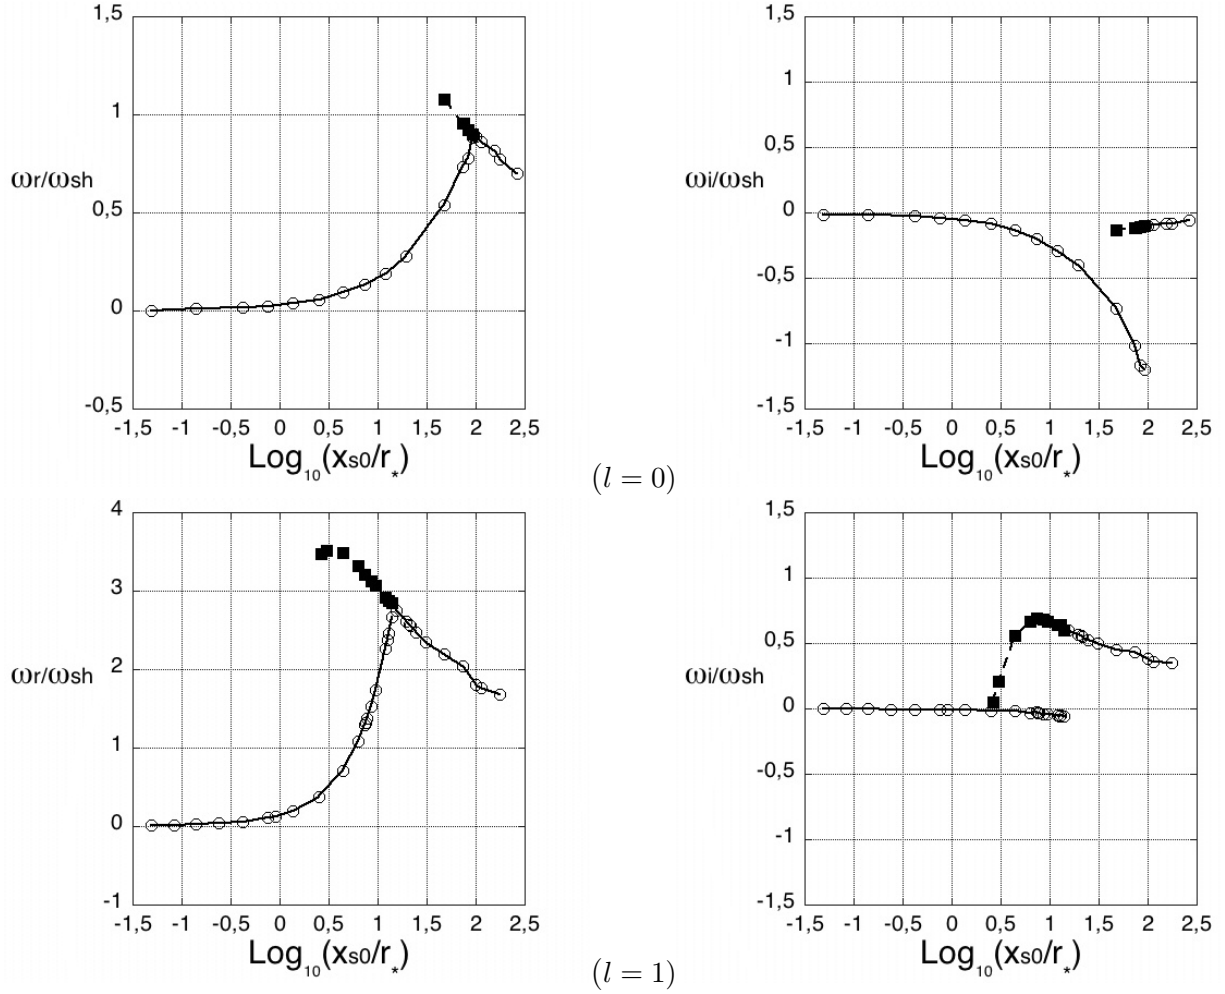 1,5 1,5
1 1
ωr/ωsh ωi/ωsh
0,5 0,5
0 0
-0,5
-0,5 -1
-1,5
-1,5 -1 -0,5 0 0,5 1 1,5 2 2,5 -1,5 -1 -0,5 0 0,5 1 1,5 2 2,5
Log₁₀(xs0/r*) Log₁₀(xs0/r*)
(l = 0)
4 1,5
3 1
ωr/ωsh ωi/ωsh
2 0,5
1 0
0 -0,5
-1
-1 -1,5
-1,5 -1 -0,5 0 0,5 1 1,5 2 2,5 -1,5 -1 -0,5 0 0,5 1 1,5 2 2,5
Log₁₀(xs0/r*) Log₁₀(xs0/r*)
(l = 1)